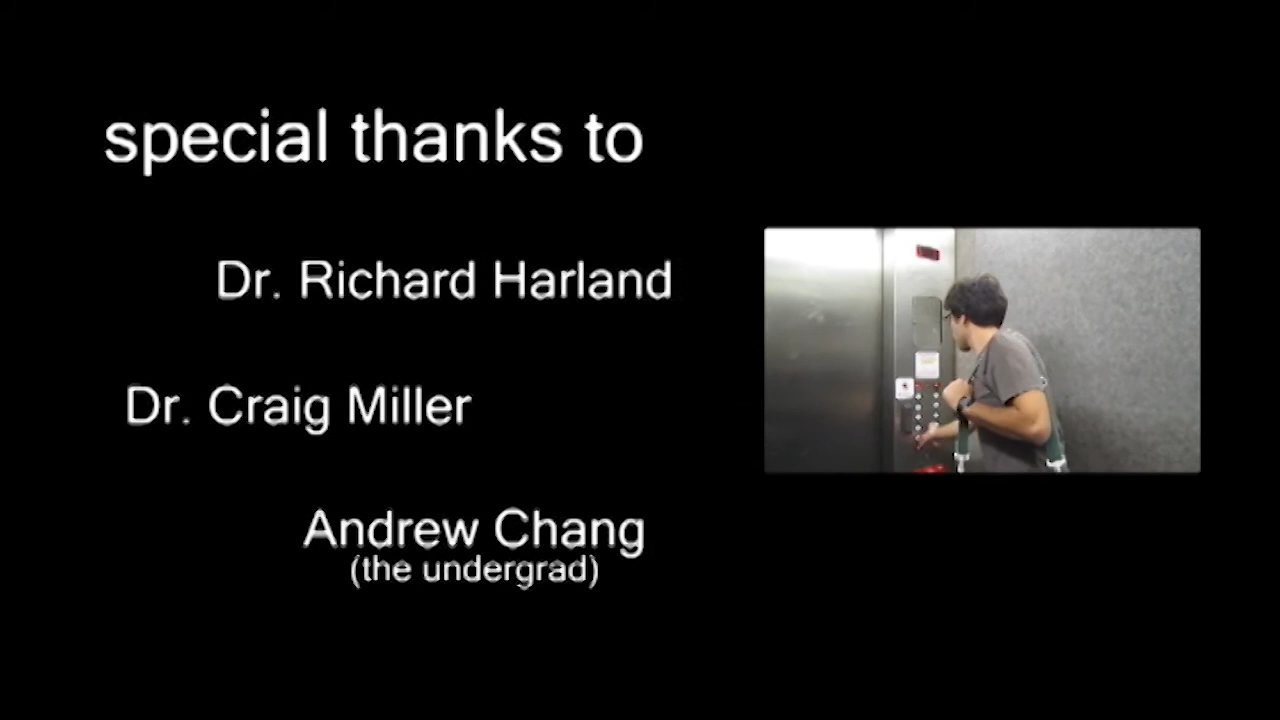 special thanks to
Dr. Richard Harland
Dr. Craig Miller
Andrew Chang
(the undergrad)